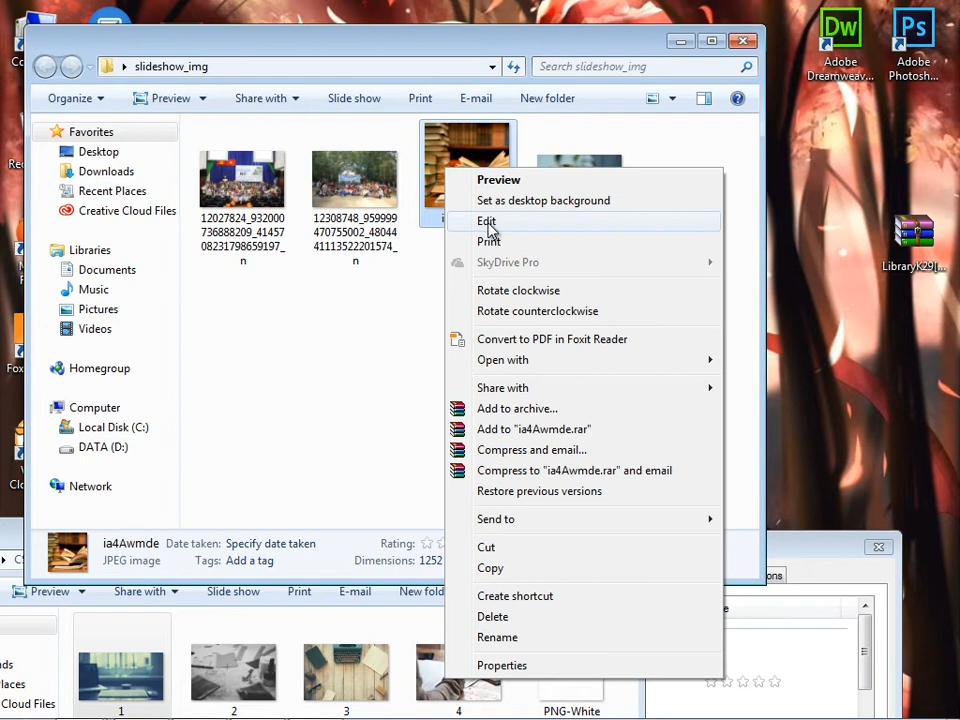 Dw
Ps
Adobe
Dreamweav...
Adobe
Photosh...
LibraryK29[...
slideshow_img
Search slideshow_img
Organize
Preview
Share with
Slide show
Print
E-mail
New folder
Favorites
Desktop
Downloads
Recent Places
Creative Cloud Files
Libraries
Documents
Music
Pictures
Videos
Homegroup
Computer
Local Disk (C:)
DATA (D:)
Network
12027824_932000
736888209_41457
08231798659197_
n
12308748_959999
470755002_48044
41113522201574_
n
Preview
Set as desktop background
Edit
Print
SkyDrive Pro
Rotate clockwise
Rotate counterclockwise
Convert to PDF in Foxit Reader
Open with
Share with
Add to archive...
Add to "ia4Awmde.rar"
Compress and email...
Compress to "ia4Awmde.rar" and email
Restore previous versions
Send to
Cut
Copy
Create shortcut
Delete
Rename
Properties
ia4Awmde
Date taken: Specify date taken
Rating:
JPEG image
Tags: Add a tag
Dimensions: 1252
Preview
Share with
Slide show
Print
E-mail
New fold
Cloud Files
1
2
3
4
PNG-White